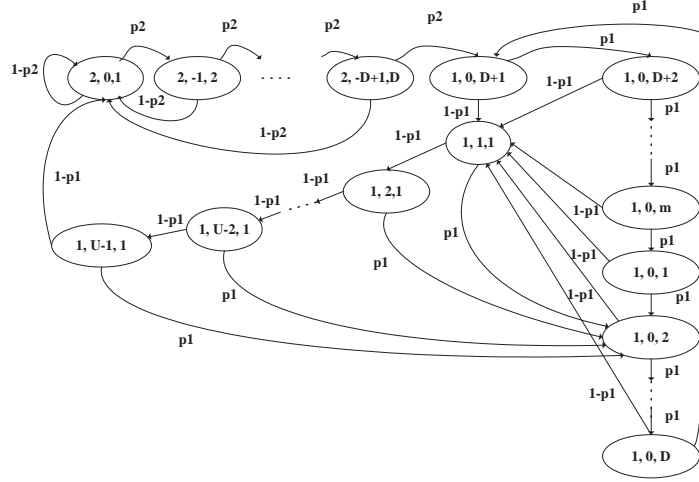 p1
p2
p2
p2
p1
1-p2
2, 0,1
2, -1, 2
. . . .
2, -D+1,D
1, 0, D+1
1, 0, D+2
1-p2
1-p1
1-p1
p1
1-p2
1-p1
1, 1,1
p1
1-p1
1-p1
1-p1
1-p1
1, 2,1
1-p1
1, 0, m
1, U-1, 1
1, U-2, 1
p1
1-p1
p1
p1
1, 0, 1
p1
1-p1
p1
p1
1, 0, 2
p1
1-p1
p1
1, 0, D